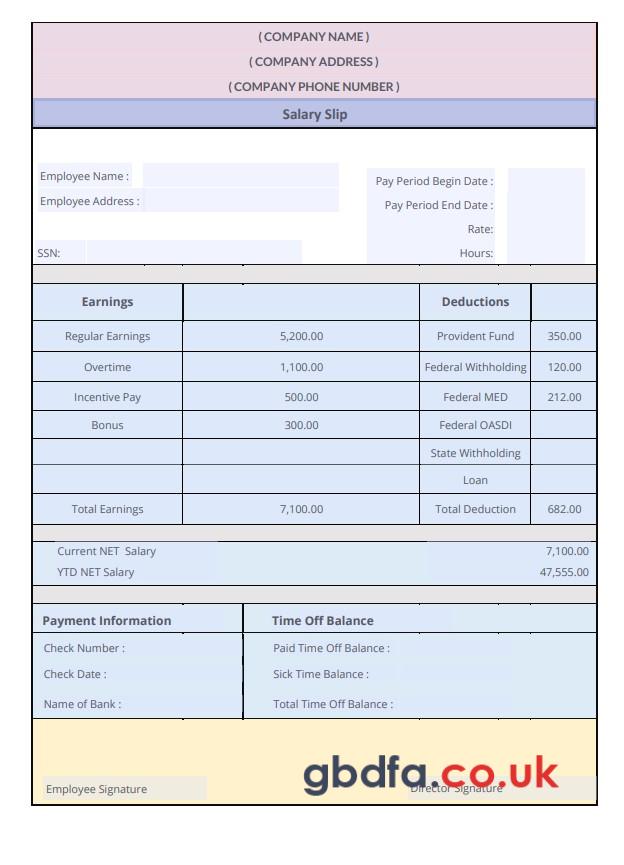 ( COMPANY NAME )
( COMPANY ADDRESS )
( COMPANY PHONE NUMBER )
Salary Slip
Employee Name :
Employee Address :
SSN:
Pay Period Begin Date :
Pay Period End Date :
Rate:
Hours:
Earnings Deductions
Regular Earnings 5,200.00 Provident Fund 350.00
Overtime 1,100.00 Federal Withholding 120.00
Incentive Pay 500.00 Federal MED 212.00
Bonus 300.00 Federal OASDI
State Withholding
Loan
Total Earnings 7,100.00 Total Deduction 682.00
Current NET Salary 7,100.00
YTD NET Salary 47,555.00
Payment Information Time Off Balance
Check Number : Paid Time Off Balance :
Check Date : Sick Time Balance :
Name of Bank : Total Time Off Balance :
gbdfa.co.uk
Employee Signature Director Signature